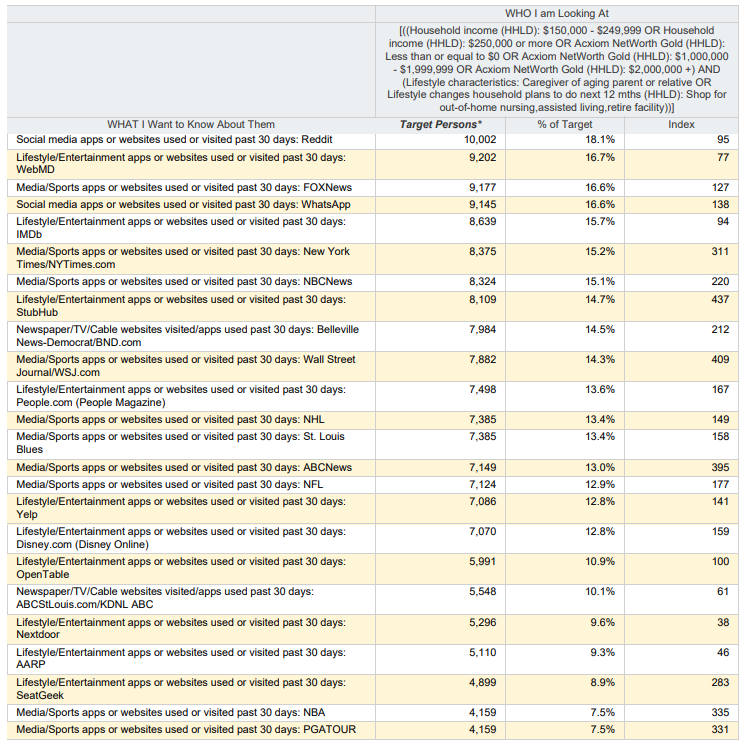 WHO I am Looking At
[((Household income (HHLD): $150,000 - $249,999 OR Household
income (HHLD): $250,000 or more OR Acxiom NetWorth Gold (HHLD):
Less than or equal to $0 OR Acxiom NetWorth Gold (HHLD): $1,000,000
- $1,999,999 OR Acxiom NetWorth Gold (HHLD): $2,000,000 +) AND
(Lifestyle characteristics: Caregiver of aging parent or relative OR
Lifestyle changes household plans to do next 12 mths (HHLD): Shop for
out-of-home nursing,assisted living,retire facility))]
WHAT I Want to Know About Them Target Persons* % of Target Index
Social media apps or websites used or visited past 30 days: Reddit 10,002 18.1% 95
Lifestyle/Entertainment apps or websites used or visited past 30 days:
WebMD 9,202 16.7% 77
Media/Sports apps or websites used or visited past 30 days: FOXNews 9,177 16.6% 127
Social media apps or websites used or visited past 30 days: WhatsApp 9,145 16.6% 138
Lifestyle/Entertainment apps or websites used or visited past 30 days:
IMDb 8,639 15.7% 94
Media/Sports apps or websites used or visited past 30 days: New York
Times/NYTimes.com 8,375 15.2% 311
Media/Sports apps or websites used or visited past 30 days: NBCNews 8,324 15.1% 220
Lifestyle/Entertainment apps or websites used or visited past 30 days:
StubHub 8,109 14.7% 437
Newspaper/TV/Cable websites visited/apps used past 30 days: Belleville
News-Democrat/BND.com 7,984 14.5% 212
Media/Sports apps or websites used or visited past 30 days: Wall Street
Journal/WSJ.com 7,882 14.3% 409
Lifestyle/Entertainment apps or websites used or visited past 30 days:
People.com (People Magazine) 7,498 13.6% 167
Media/Sports apps or websites used or visited past 30 days: NHL 7,385 13.4% 149
Media/Sports apps or websites used or visited past 30 days: St. Louis
Blues 7,385 13.4% 158
Media/Sports apps or websites used or visited past 30 days: ABCNews 7,149 13.0% 395
Media/Sports apps or websites used or visited past 30 days: NFL 7,124 12.9% 177
Lifestyle/Entertainment apps or websites used or visited past 30 days:
Yelp 7,086 12.8% 141
Lifestyle/Entertainment apps or websites used or visited past 30 days:
Disney.com (Disney Online) 7,070 12.8% 159
Lifestyle/Entertainment apps or websites used or visited past 30 days:
OpenTable 5,991 10.9% 100
Newspaper/TV/Cable websites visited/apps used past 30 days:
ABCStLouis.com/KDNL ABC 5,548 10.1% 61
Lifestyle/Entertainment apps or websites used or visited past 30 days:
Nextdoor 5,296 9.6% 38
Lifestyle/Entertainment apps or websites used or visited past 30 days:
AARP 5,110 9.3% 46
Lifestyle/Entertainment apps or websites used or visited past 30 days:
SeatGeek 4,899 8.9% 283
Media/Sports apps or websites used or visited past 30 days: NBA 4,159 7.5% 335
Media/Sports apps or websites used or visited past 30 days: PGATOUR 4,159 7.5% 331